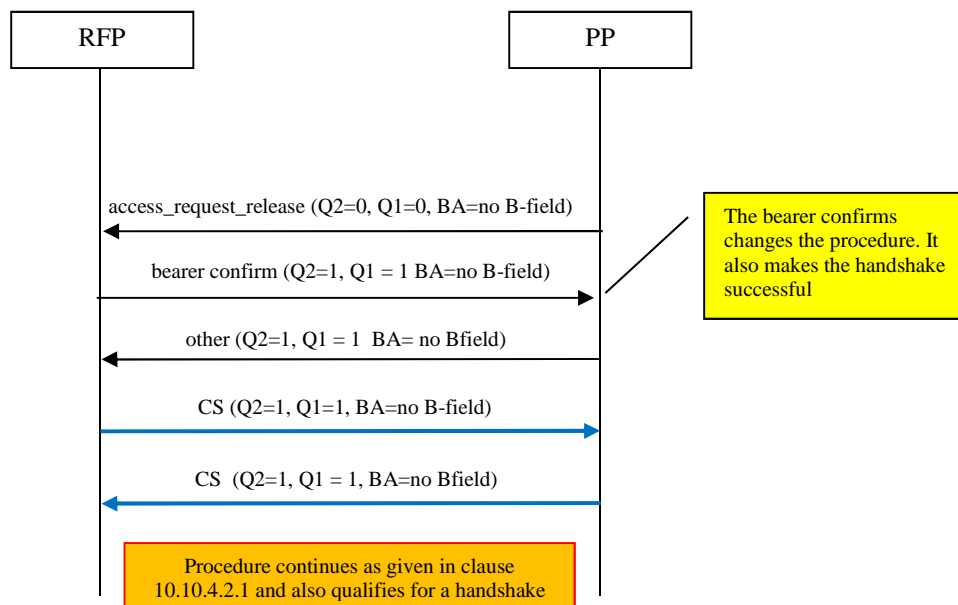 RFP
PP
access_request_release (Q2=0, Q1=0, BA=no B-field)
The bearer confirms
changes the procedure. It
also makes the handshake
successful
bearer confirm (Q2=1, Q1 = 1 BA=no B-field)
other (Q2=1, Q1 = 1 BA= no Bfield)
CS (Q2=1, Q1=1, BA=no B-field)
CS (Q2=1, Q1 = 1, BA=no Bfield)
Procedure continues as given in clause
10.10.4.2.1 and also qualifies for a handshake